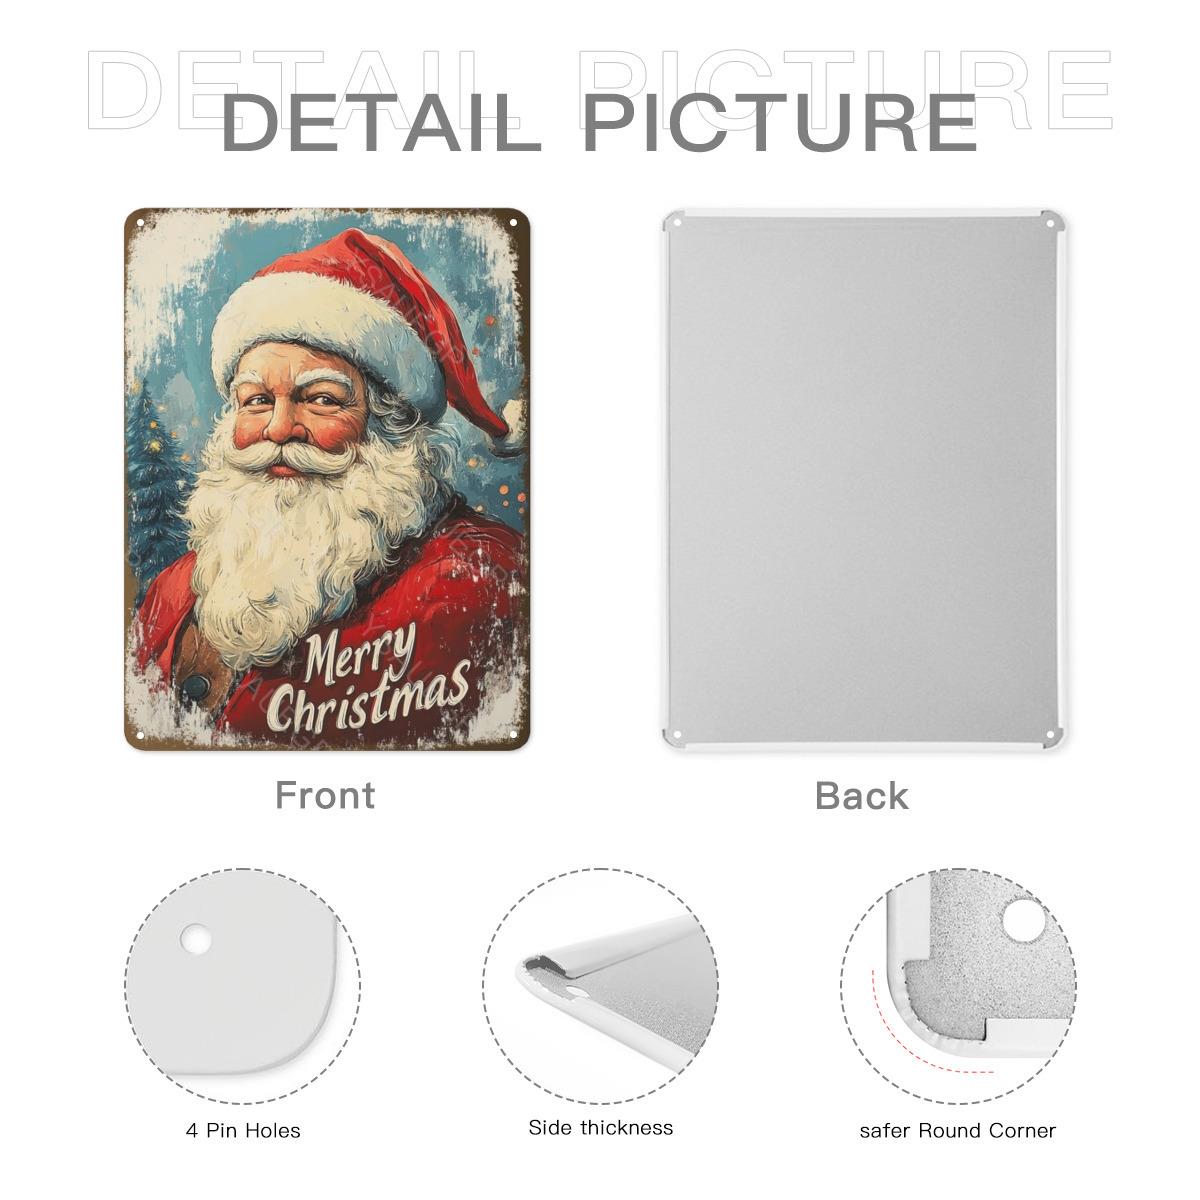 DETAIL PICTURE
DETAIL PICTURE
Merry
Christmas
Front
Back
4 Pin Holes
Side thickness
safer Round Corner